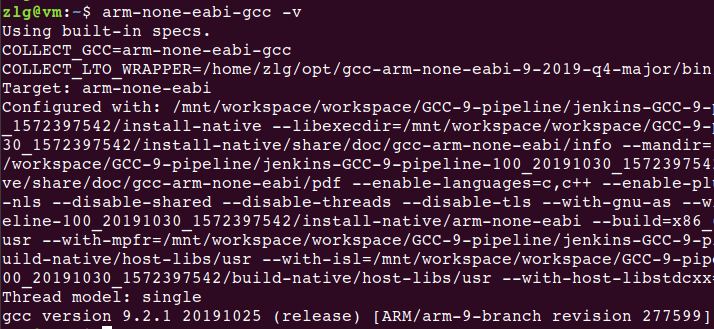 zlg@vm:~$ arm-none-eabi-gcc -v
Using built-in specs.
COLLECT_GCC=arm-none-eabi-gcc
COLLECT_LTO_WRAPPER=/home/zlg/opt/gcc-arm-none-eabi-9-2019-q4-major/bin
Target: arm-none-eabi
Configured with: /mnt/workspace/workspace/GCC-9-pipeline/jenkins-GCC-9-p
_1572397542/install-native --libexecdir=/mnt/workspace/workspace/GCC-9-p
30_1572397542/install-native/share/doc/gcc-arm-none-eabi/info --mandir=
/workspace/GCC-9-pipeline/jenkins-GCC-9-pipeline-100_20191030_1572397542
ve/share/doc/gcc-arm-none-eabi/pdf --enable-languages=c,c++ --enable-plu
-nls --disable-shared --disable-threads --disable-tls --with-gnu-as --wi
eline-100_20191030_1572397542/install-native/arm-none-eabi --build=x86_
usr --with-mpfr=/mnt/workspace/workspace/GCC-9-pipeline/jenkins-GCC-9-p
uild-native/host-libs/usr --with-isl=/mnt/workspace/workspace/GCC-9-pipe
00_20191030_1572397542/build-native/host-libs/usr --with-host-libstdcxx=
Thread model: single
gcc version 9.2.1 20191025 (release) [ARM/arm-9-branch revision 277599]